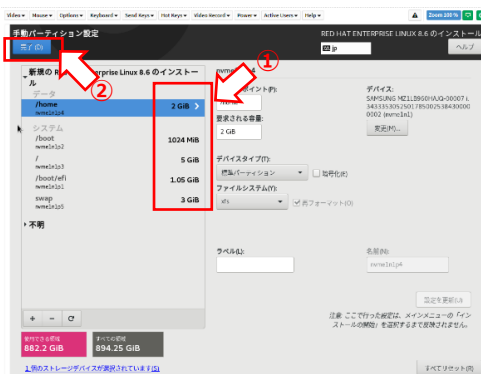 Video▾ Mouse▾ Options▾ Keyboard▾ Send Keys▾ Hot Keys▾ Video Record▾ Power▾ Active Users▾ Help▾ Zoom 100 %
手動パーティション設定
RED HAT ENTERPRISE LINUX 8.6 のインストール
完了(D)
jp
ヘルプ
① ②
新規の R erprise Linux 8.6 のインストール
データ
/home 2 GiB
nvme1n1p4
システム
/boot 1024 MiB
nvme1n1p2
/ 5 GiB
nvme1n1p3
/boot/efi 1.05 GiB
nvme1n1p1
swap 3 GiB
nvme1n1p5
不明
+ − C
使用できる領域
882.2 GiB
すべての領域
894.25 GiB
1 個のストレージデバイスが選択されています(S)
ポイント(P):
要求される容量:
2 GiB
デバイス:
SAMSUNG MZ1LB960HAJQ-00007
0002 (nvme1n1)
変更(M)...
デバイスタイプ(T):
標準パーティション
暗号化(E)
ファイルシステム(Y):
xfs
再フォーマット(O)
ラベル(L):
名前(N):
nvme1n1p4
設定を更新(U)
注意: ここで行った設定は、メインメニューの「イン
ストールの開始」を選択するまで反映されません。
すべてリセット(R)